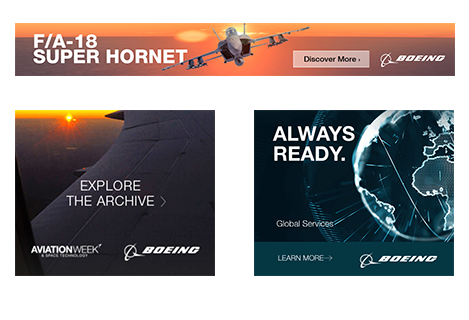 F/A-18
SUPER HORNET
Discover More ›
BOEING
EXPLORE
THE ARCHIVE ›
AVIATIONWEEK
& SPACE TECHNOLOGY
BOEING
ALWAYS
READY.
Global Services
LEARN MORE→
BOEING